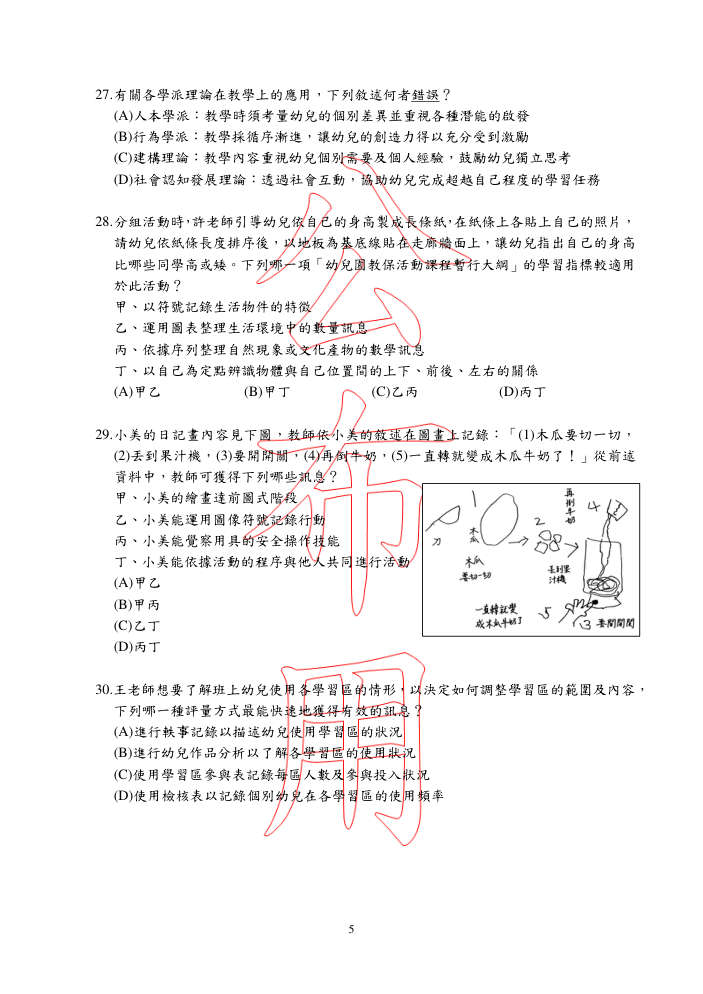 27.有關各學派理論在教學上的應用，下列敘述何者錯誤？
(A)人本學派：教學時須考量幼兒的個別差異並重視各種潛能的啟發
(B)行為學派：教學採循序漸進，讓幼兒的創造力得以充分受到激勵
(C)建構理論：教學內容重視幼兒個別需要及個人經驗，鼓勵幼兒獨立思考
(D)社會認知發展理論：透過社會互動，協助幼兒完成超越自己程度的學習任務
28.分組活動時，許老師引導幼兒依自己的身高製成長條紙，在紙條上各貼上自己的照片，
請幼兒依紙條長度排序後，以地板為基底線貼在走廊牆面上，讓幼兒指出自己的身高
比哪些同學高或矮。下列哪一項「幼兒園教保活動課程暫行大綱」的學習指標較適用
於此活動？
甲、以符號記錄生活物件的特徵
乙、運用圖表整理生活環境中的數量訊息
丙、依據序列整理自然現象或文化產物的數學訊息
丁、以自己為定點辨識物體與自己位置間的上下、前後、左右的關係
(A)甲乙 (B)甲丁 (C)乙丙 (D)丙丁
29.小美的日記畫內容見下圖，教師依小美的敘述在圖畫上記錄：「(1)木瓜要切一切，
(2)丟到果汁機，(3)要開開關，(4)再倒牛奶，(5)一直轉就變成木瓜牛奶了！」從前述
資料中，教師可獲得下列哪些訊息？
甲、小美的繪畫達前圖式階段
乙、小美能運用圖像符號記錄行動
丙、小美能覺察用具的安全操作技能
丁、小美能依據活動的程序與他人共同進行活動
(A)甲乙
(B)甲丙
(C)乙丁
(D)丙丁
1
刀
木瓜
木瓜
要切一切
2
丟到果
汁機
再倒牛奶
4
一直轉就變
成木瓜牛奶了
5
3 要開開關
30.王老師想要了解班上幼兒使用各學習區的情形，以決定如何調整學習區的範圍及內容，
下列哪一種評量方式最能快速地獲得有效的訊息？
(A)進行軼事記錄以描述幼兒使用學習區的狀況
(B)進行幼兒作品分析以了解各學習區的使用狀況
(C)使用學習區參與表記錄每區人數及參與投入狀況
(D)使用檢核表以記錄個別幼兒在各學習區的使用頻率
公布用
5